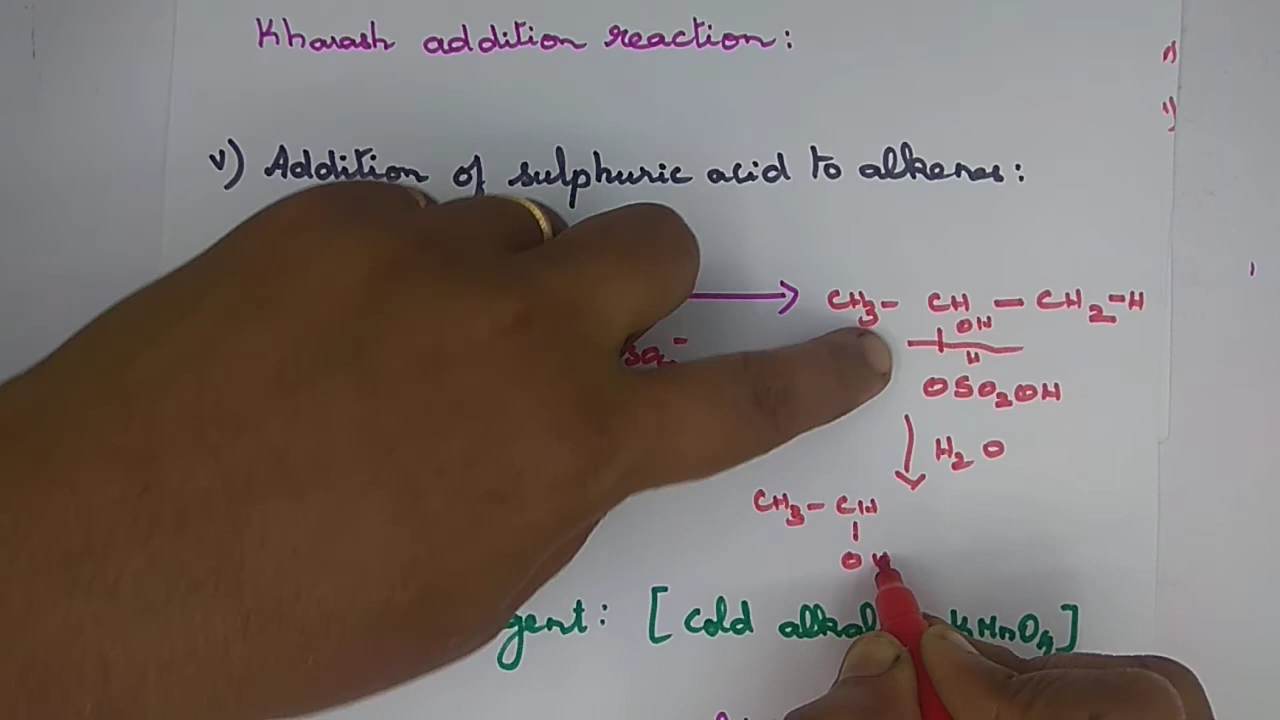 Kharash addition reaction:
v) Addition of sulphuric acid to alkenes:
CH3- CH - CH2-H
OH
H
OSO2OH
H2O
CH3- CH
OH
gent: [cold KMnO4]